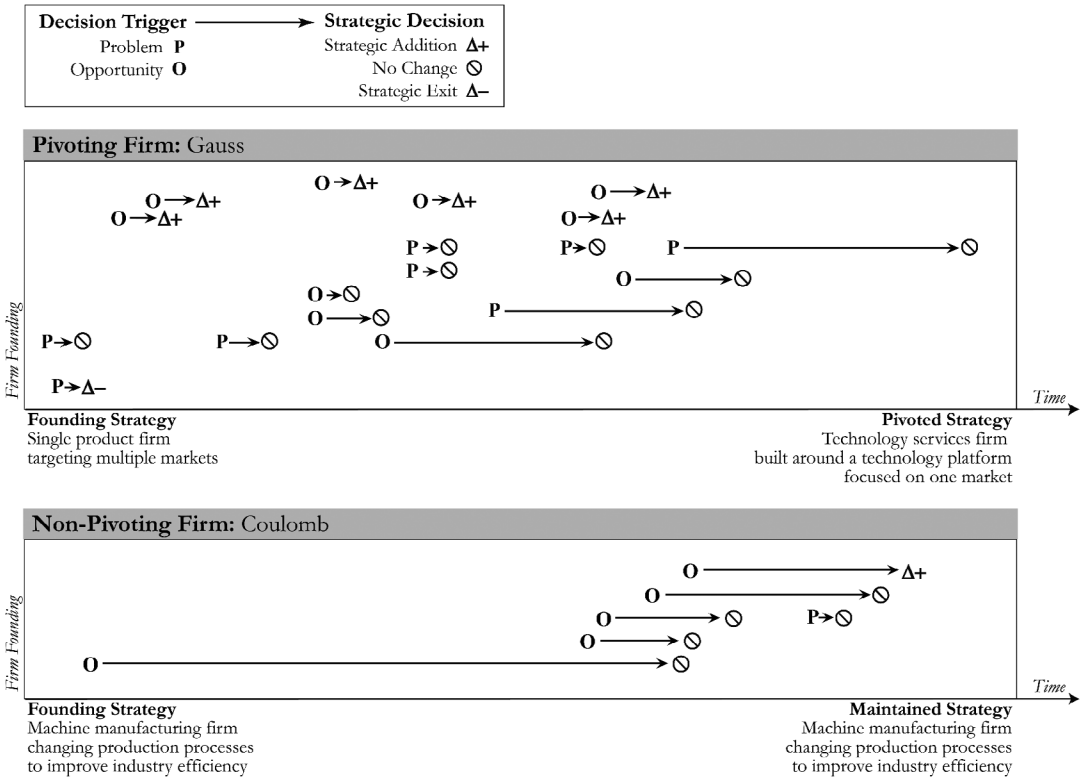 Decision Trigger → Strategic Decision
Problem P Strategic Addition Δ+
Opportunity O No Change ⃠
Strategic Exit Δ–
Pivoting Firm: Gauss
O → Δ+
O → Δ+
O → Δ+ O → Δ+
O → Δ+ O → Δ+
P → ⃠ P → ⃠ P → ⃠
P → ⃠ O → ⃠
O → ⃠ P → ⃠
O → ⃠
P → ⃠ P → ⃠ O → ⃠
P → Δ–
Firm Founding
Time
Founding Strategy
Single product firm
targeting multiple markets
Pivoted Strategy
Technology services firm
built around a technology platform
focused on one market
Non-Pivoting Firm: Coulomb
O → Δ+
O → ⃠
O → ⃠ P → ⃠
O → ⃠
O → ⃠
Firm Founding
Time
Founding Strategy
Machine manufacturing firm
changing production processes
to improve industry efficiency
Maintained Strategy
Machine manufacturing firm
changing production processes
to improve industry efficiency